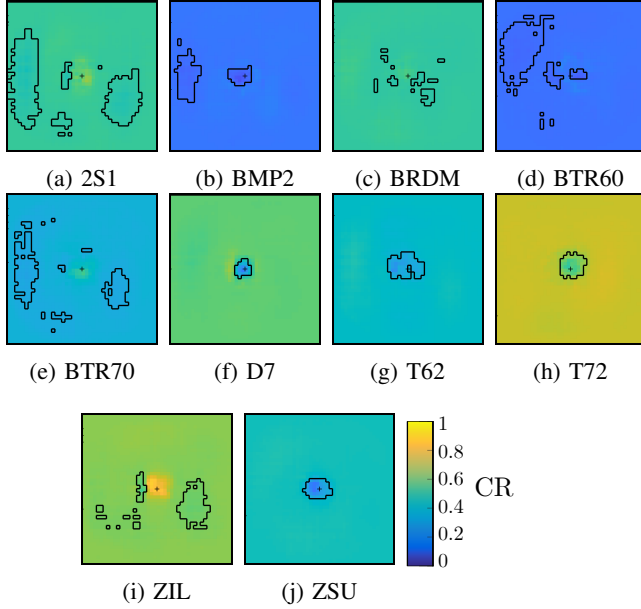 (a) 2S1 (b) BMP2 (c) BRDM (d) BTR60
(e) BTR70 (f) D7 (g) T62 (h) T72
1
0.8
0.6
CR
0.4
0.2
0
(i) ZIL (j) ZSU